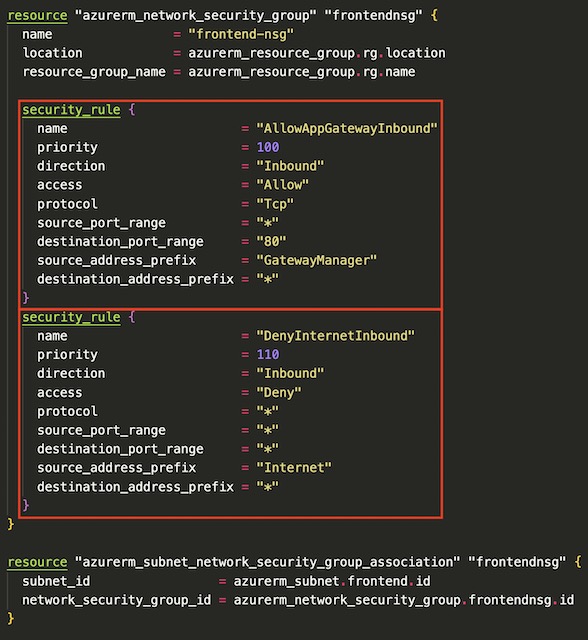 resource "azurerm_network_security_group" "frontendnsg" {
name = "frontend-nsg"
location = azurerm_resource_group.rg.location
resource_group_name = azurerm_resource_group.rg.name
security_rule {
name = "AllowAppGatewayInbound"
priority = 100
direction = "Inbound"
access = "Allow"
protocol = "Tcp"
source_port_range = "*"
destination_port_range = "80"
source_address_prefix = "GatewayManager"
destination_address_prefix = "*"
}
security_rule {
name = "DenyInternetInbound"
priority = 110
direction = "Inbound"
access = "Deny"
protocol = "*"
source_port_range = "*"
destination_port_range = "*"
source_address_prefix = "Internet"
destination_address_prefix = "*"
}
}
resource "azurerm_subnet_network_security_group_association" "frontendnsg" {
subnet_id = azurerm_subnet.frontend.id
network_security_group_id = azurerm_network_security_group.frontendnsg.id
}